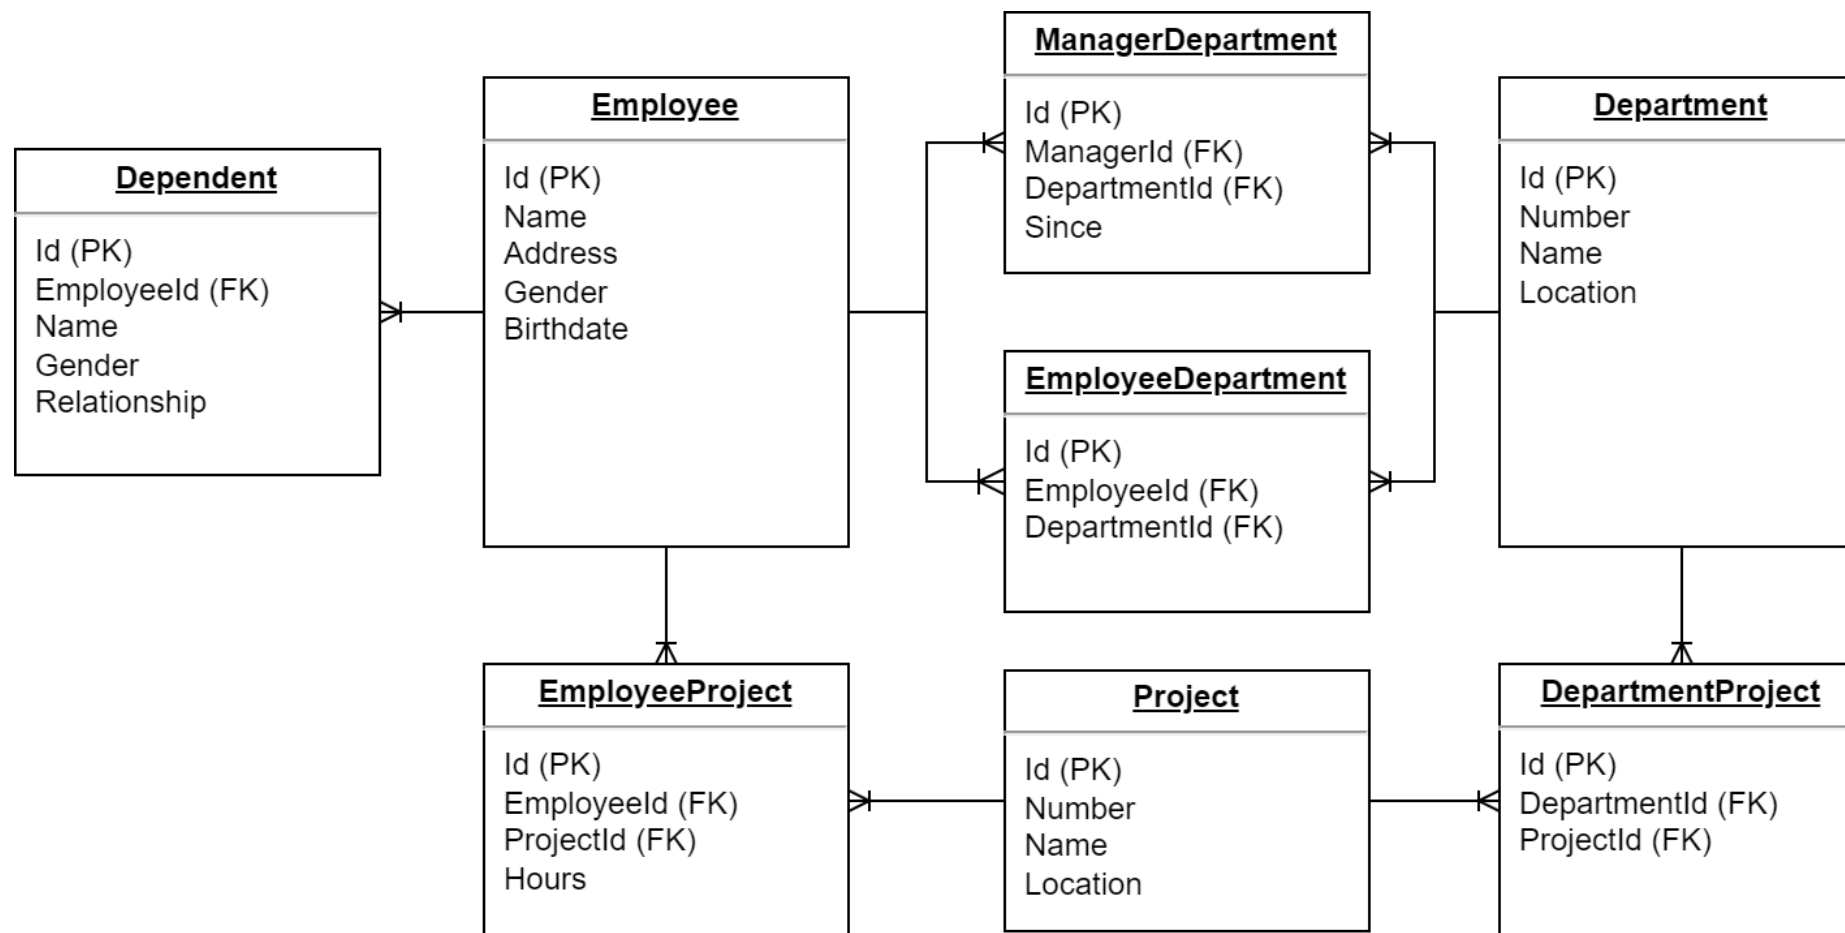 Dependent
Id (PK)
EmployeeId (FK)
Name
Gender
Relationship
Employee
Id (PK)
Name
Address
Gender
Birthdate
ManagerDepartment
Id (PK)
ManagerId (FK)
DepartmentId (FK)
Since
EmployeeDepartment
Id (PK)
EmployeeId (FK)
DepartmentId (FK)
Department
Id (PK)
Number
Name
Location
EmployeeProject
Id (PK)
EmployeeId (FK)
ProjectId (FK)
Hours
Project
Id (PK)
Number
Name
Location
DepartmentProject
Id (PK)
DepartmentId (FK)
ProjectId (FK)